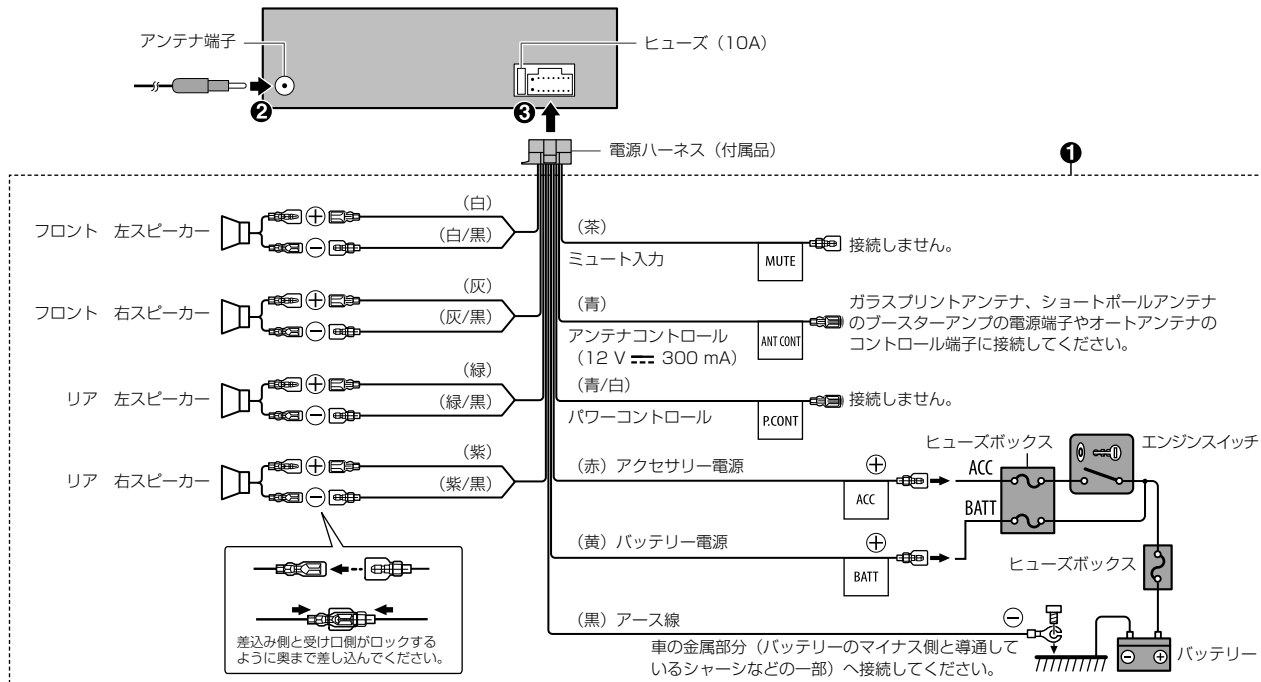 アンテナ端子
ヒューズ（10A）
❷
❸
電源ハーネス（付属品）
❶
フロント 左スピーカー
⊕
⊖
（白）
（白/黒）
フロント 右スピーカー
⊕
⊖
（灰）
（灰/黒）
リア 左スピーカー
⊕
⊖
（緑）
（緑/黒）
リア 右スピーカー
⊕
⊖
（紫）
（紫/黒）
差込み側と受け口側がロックする
ように奥まで差し込んでください。
（茶）
ミュート入力
MUTE
接続しません。
（青）
アンテナコントロール
（12 V ⎓ 300 mA）
ANT CONT
ガラスプリントアンテナ、ショートポールアンテナ
のブースターアンプの電源端子やオートアンテナの
コントロール端子に接続してください。
（青/白）
パワーコントロール
P.CONT
接続しません。
（赤）アクセサリー電源
⊕
ACC
ACC
ヒューズボックス
エンジンスイッチ
BATT
（黄）バッテリー電源
⊕
BATT
ヒューズボックス
（黒）アース線
⊖
車の金属部分（バッテリーのマイナス側と導通して
いるシャーシなどの一部）へ接続してください。
⊖ ⊕
バッテリー